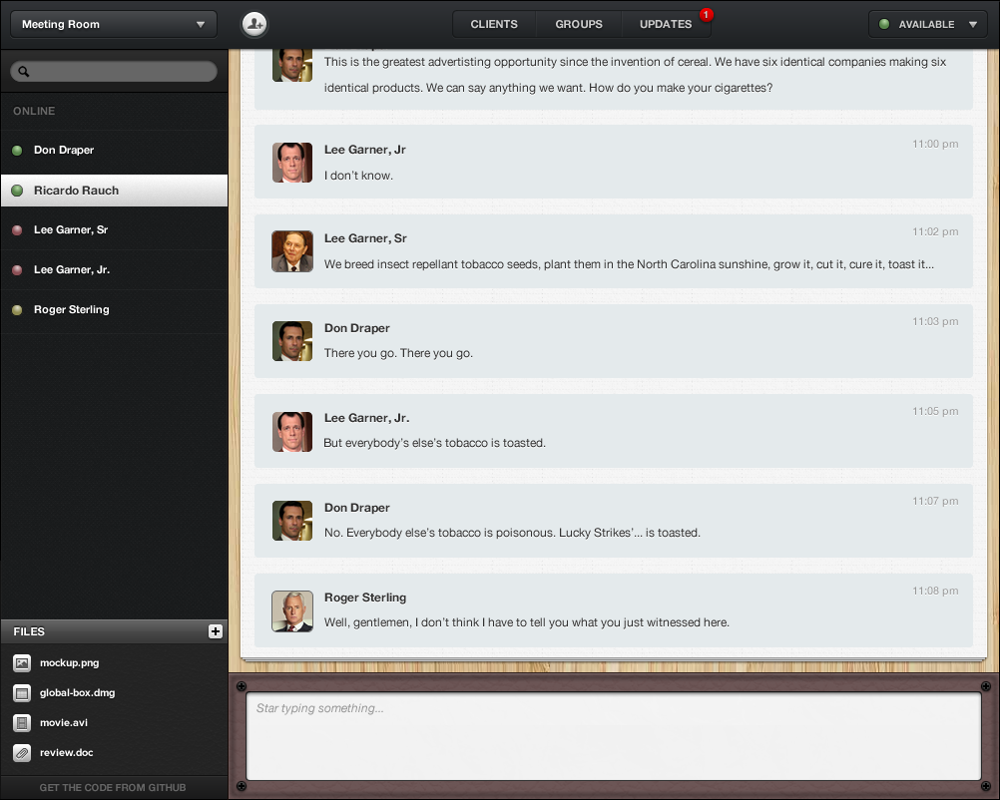 Meeting Room
CLIENTS
GROUPS
UPDATES
1
AVAILABLE
ONLINE
Don Draper
Ricardo Rauch
Lee Garner, Sr
Lee Garner, Jr.
Roger Sterling
FILES
mockup.png
global-box.dmg
movie.avi
review.doc
GET THE CODE FROM GITHUB
This is the greatest advertisting opportunity since the invention of cereal. We have six identical companies making six
identical products. We can say anything we want. How do you make your cigarettes?
Lee Garner, Jr
11:00 pm
I don't know.
Lee Garner, Sr
11:02 pm
We breed insect repellant tobacco seeds, plant them in the North Carolina sunshine, grow it, cut it, cure it, toast it...
Don Draper
11:03 pm
There you go. There you go.
Lee Garner, Jr.
11:05 pm
But everybody's else's tobacco is toasted.
Don Draper
11:07 pm
No. Everybody else's tobacco is poisonous. Lucky Strikes'... is toasted.
Roger Sterling
11:08 pm
Well, gentlemen, I don't think I have to tell you what you just witnessed here.
Start typing something...